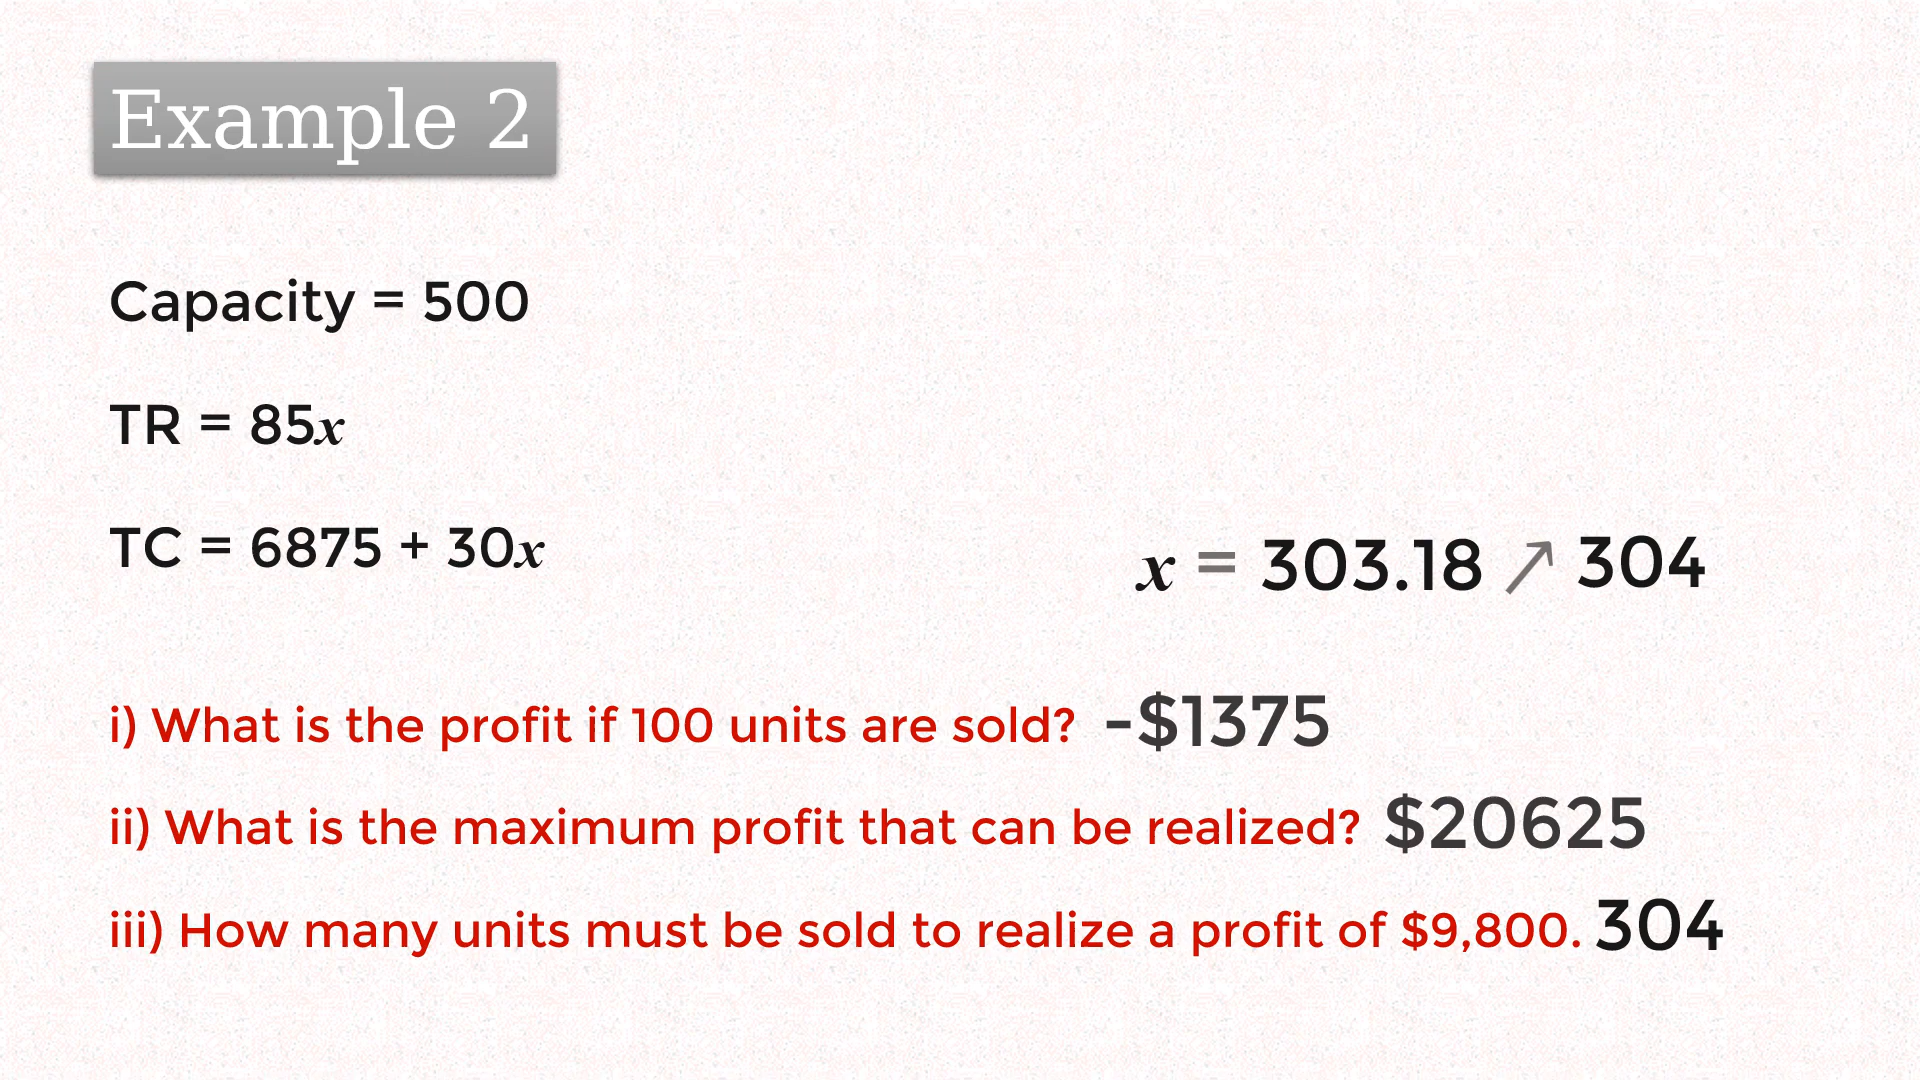 Example 2
Capacity = 500
TR = 85x
TC = 6875 + 30x
x = 303.18 ↗ 304
i) What is the profit if 100 units are sold? -$1375
ii) What is the maximum profit that can be realized? $20625
iii) How many units must be sold to realize a profit of $9,800. 304